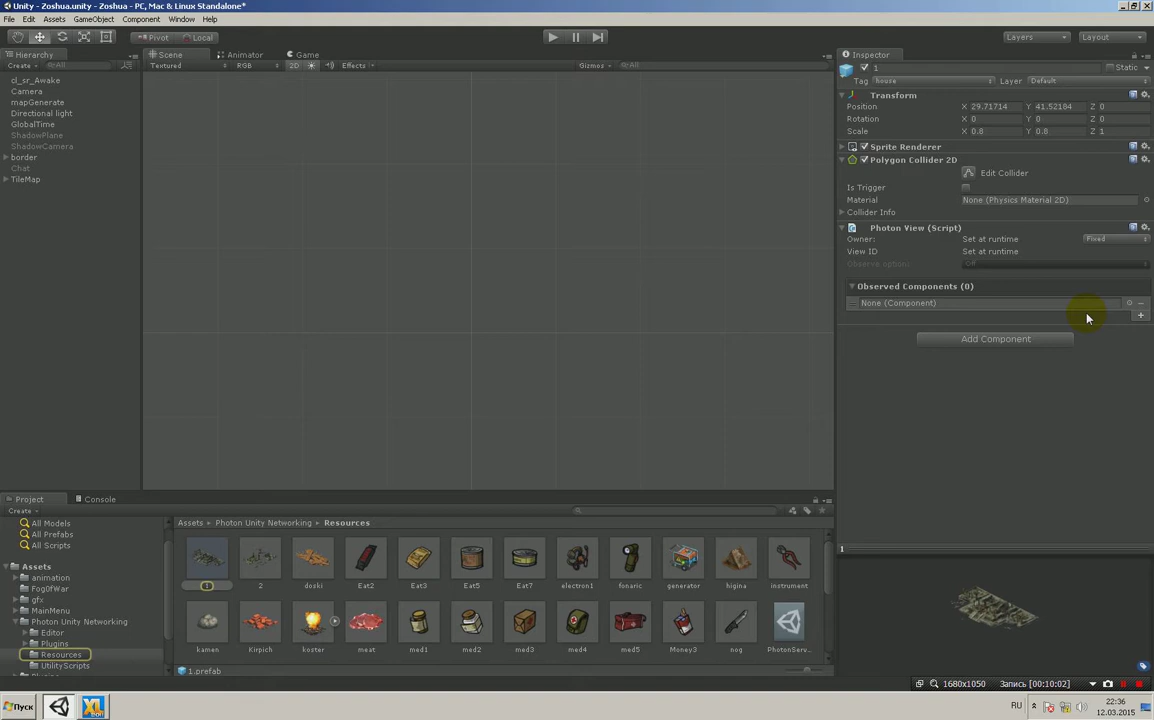 Unity - Zoshua.unity - Zoshua - PC, Mac & Linux Standalone*
File Edit Assets GameObject Component Window Help
Pivot Local Layers Layout
Hierarchy Scene Animator Game Inspector
Create All Textured RGB 2D Effects Gizmos All 1 Static
Tag house Layer Default
cl_sr_Awake
Camera
mapGenerate
Directional light
GlobalTime
ShadowPlane
ShadowCamera
border
Chat
TileMap
Transform
Position X 29.71714 Y 41.52184 Z 0
Rotation X 0 Y 0 Z 0
Scale X 0.8 Y 0.8 Z 1
Sprite Renderer
Polygon Collider 2D
Edit Collider
Is Trigger
Material None (Physics Material 2D)
Collider Info
Photon View (Script)
Owner: Set at runtime Fixed
View ID Set at runtime
Observe option: Off
Observed Components (0)
None (Component)
Add Component
Project Console
Create
All Models
All Prefabs
All Scripts
Assets
animation
FogOfWar
gfx
MainMenu
Photon Unity Networking
Editor
Plugins
Resources
UtilityScripts
Assets Photon Unity Networking Resources
1 2 doski Eat2 Eat3 Eat5 Eat7 electron1 fonaric generator higina instrument
kamen Kirpich koster meat med1 med2 med3 med4 med5 Money3 nog PhotonServ...
1.prefab
1
1680x1050 Запись [00:10:02]
Пуск RU 22:36
12.03.2015